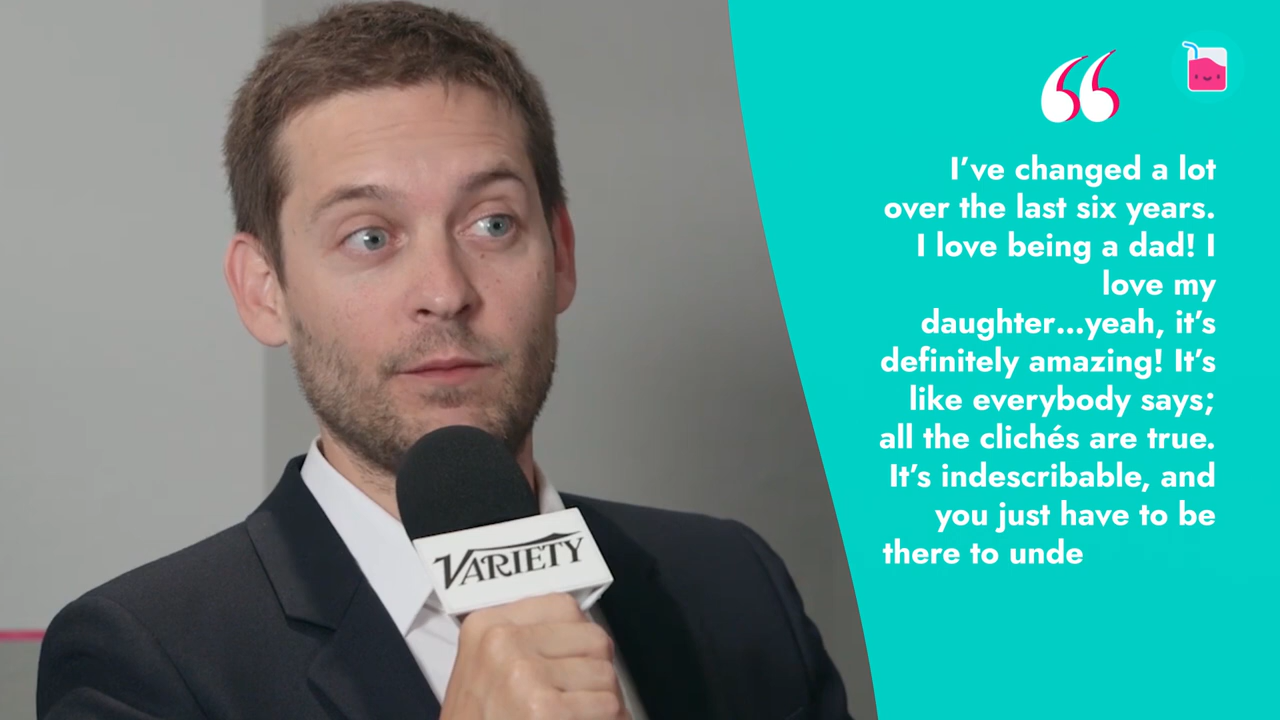 I’ve changed a lot
over the last six years.
I love being a dad! I
love my
daughter...yeah, it’s
definitely amazing! It’s
like everybody says;
all the clichés are true.
It’s indescribable, and
you just have to be
there to unde
VARIETY